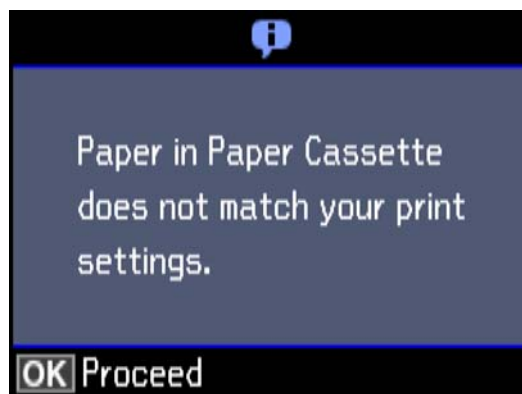 Paper in Paper Cassette
does not match your print
settings.
OK Proceed